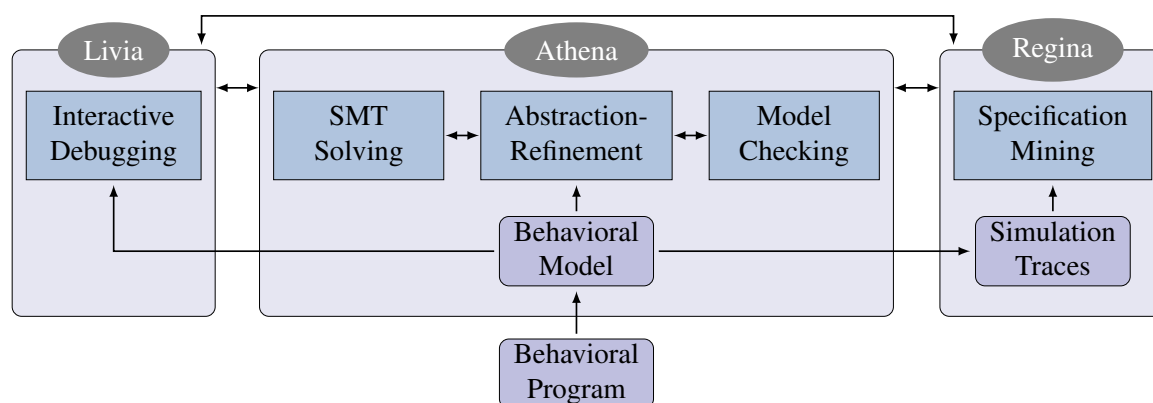 Livia
Athena
Regina
Interactive
Debugging
SMT
Solving
Abstraction-
Refinement
Model
Checking
Specification
Mining
Behavioral
Model
Simulation
Traces
Behavioral
Program